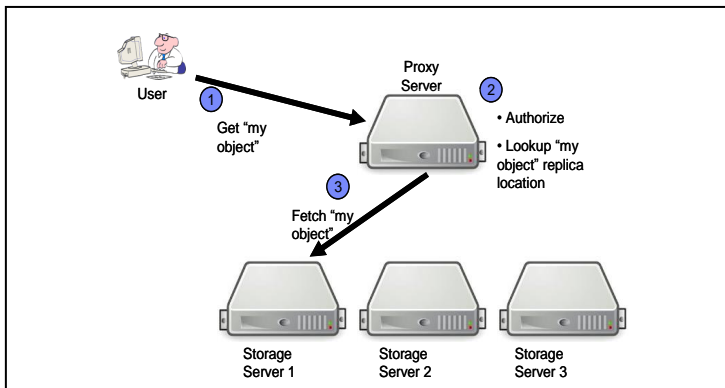 User
1
Get “my
object”
Proxy
Server
2
• Authorize
• Lookup “my
object” replica
location
3
Fetch “my
object”
Storage
Server 1
Storage
Server 2
Storage
Server 3